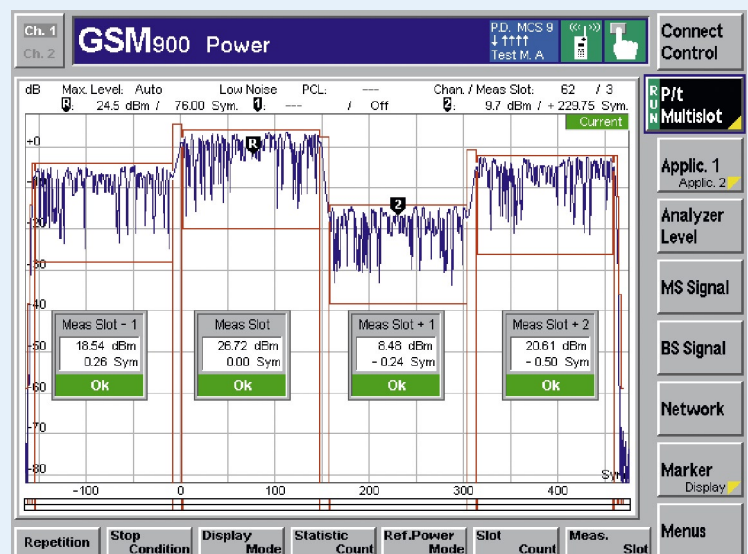 Ch. 1
Ch. 2
GSM900 Power
P.D. MCS 9
↓↑↑↑↑
Test M. A
Connect
Control
dB Max. Level: Auto Low Noise PCL: --- Chan. / Meas Slot: 62 / 3
R: 24.5 dBm / 76.00 Sym. 1: --- / Off 2: 9.7 dBm / + 229.75 Sym.
Current
+0
-10
-20
-30
-40
-50
-60
-70
-80
R
2
Meas Slot - 1
18.54 dBm
0.26 Sym
Ok
Meas Slot
26.72 dBm
0.00 Sym
Ok
Meas Slot + 1
8.48 dBm
- 0.24 Sym
Ok
Meas Slot + 2
20.61 dBm
- 0.50 Sym
Ok
-100 0 100 200 300 400
Sym
RUN
P/t
Multislot
Applic. 1
Applic. 2
Analyzer
Level
MS Signal
BS Signal
Network
Marker
Display
Menus
Repetition
Stop
Condition
Display
Mode
Statistic
Count
Ref.Power
Mode
Slot
Count
Meas.
Slot